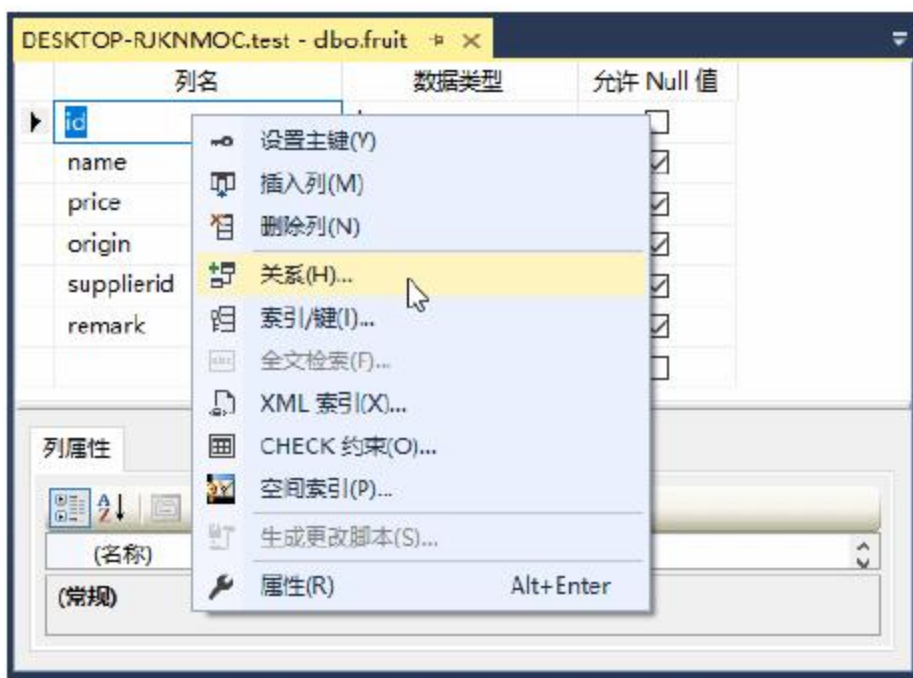 DESKTOP-RJKNMOC.test - dbo.fruit
列名 数据类型 允许 Null 值
id
name
price
origin
supplierid
remark
设置主键(Y)
插入列(M)
删除列(N)
关系(H)...
索引/键(I)...
全文检索(F)...
XML 索引(X)...
CHECK 约束(O)...
空间索引(P)...
生成更改脚本(S)...
属性(R) Alt+Enter
列属性
(名称)
(常规)